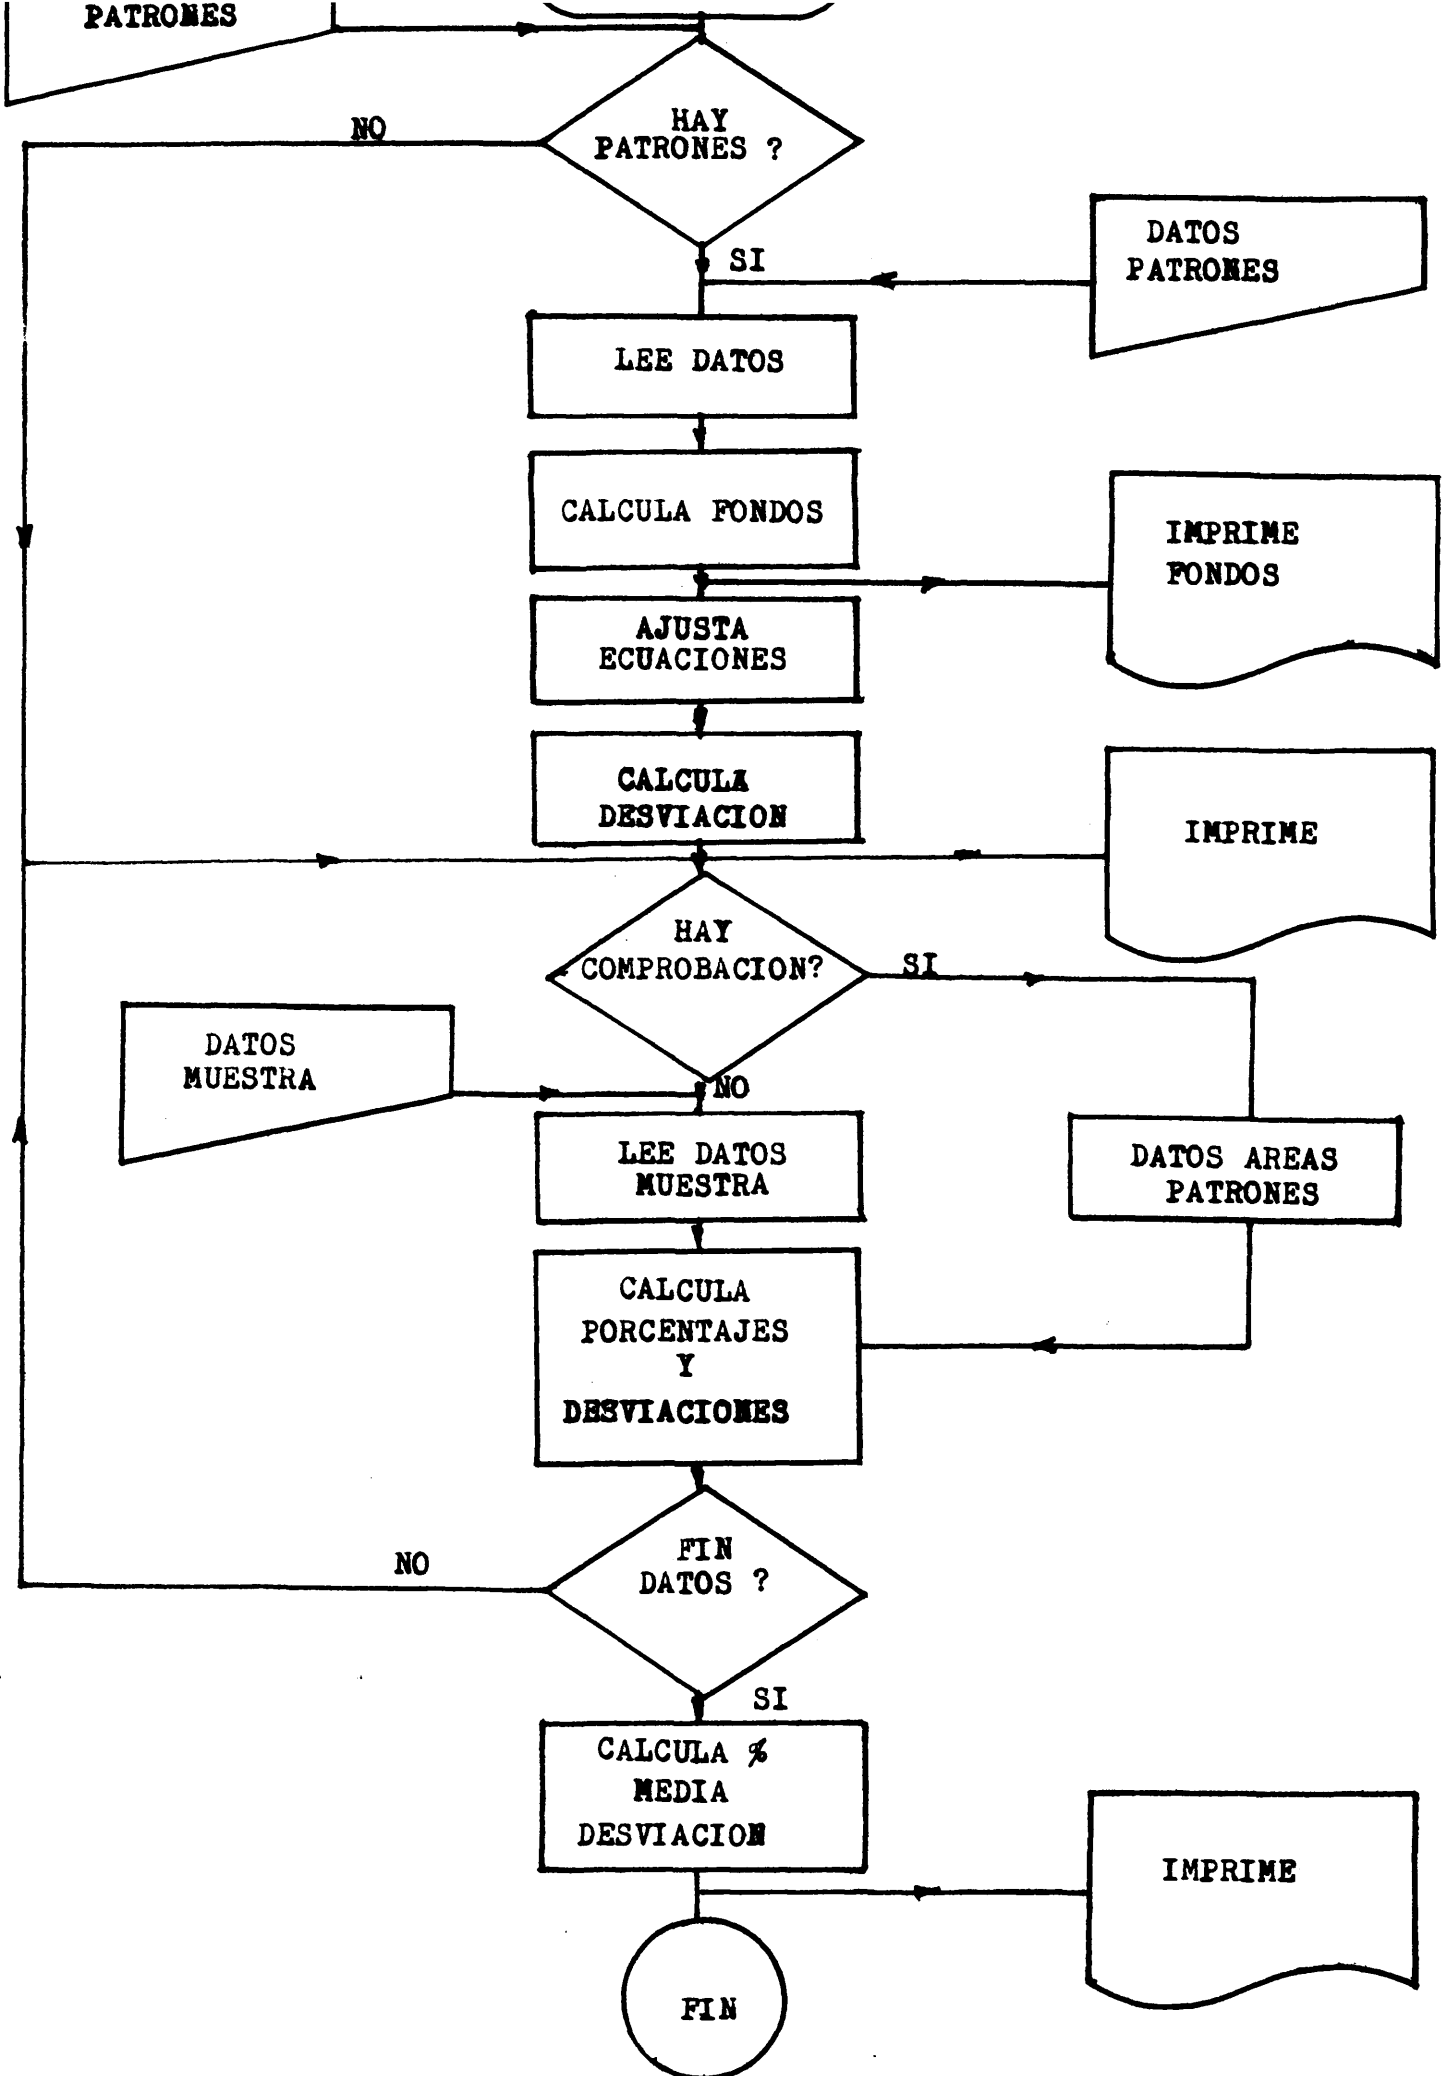 PATRONES
HAY
PATRONES ?
NO
SI
DATOS
PATRONES
LEE DATOS
CALCULA FONDOS
IMPRIME
FONDOS
AJUSTA
ECUACIONES
CALCULA
DESVIACION
IMPRIME
HAY
COMPROBACION?
SI
DATOS
MUESTRA
NO
LEE DATOS
MUESTRA
DATOS AREAS
PATRONES
CALCULA
PORCENTAJES
Y
DESVIACIONES
FIN
DATOS ?
NO
SI
CALCULA %
MEDIA
DESVIACION
IMPRIME
FIN